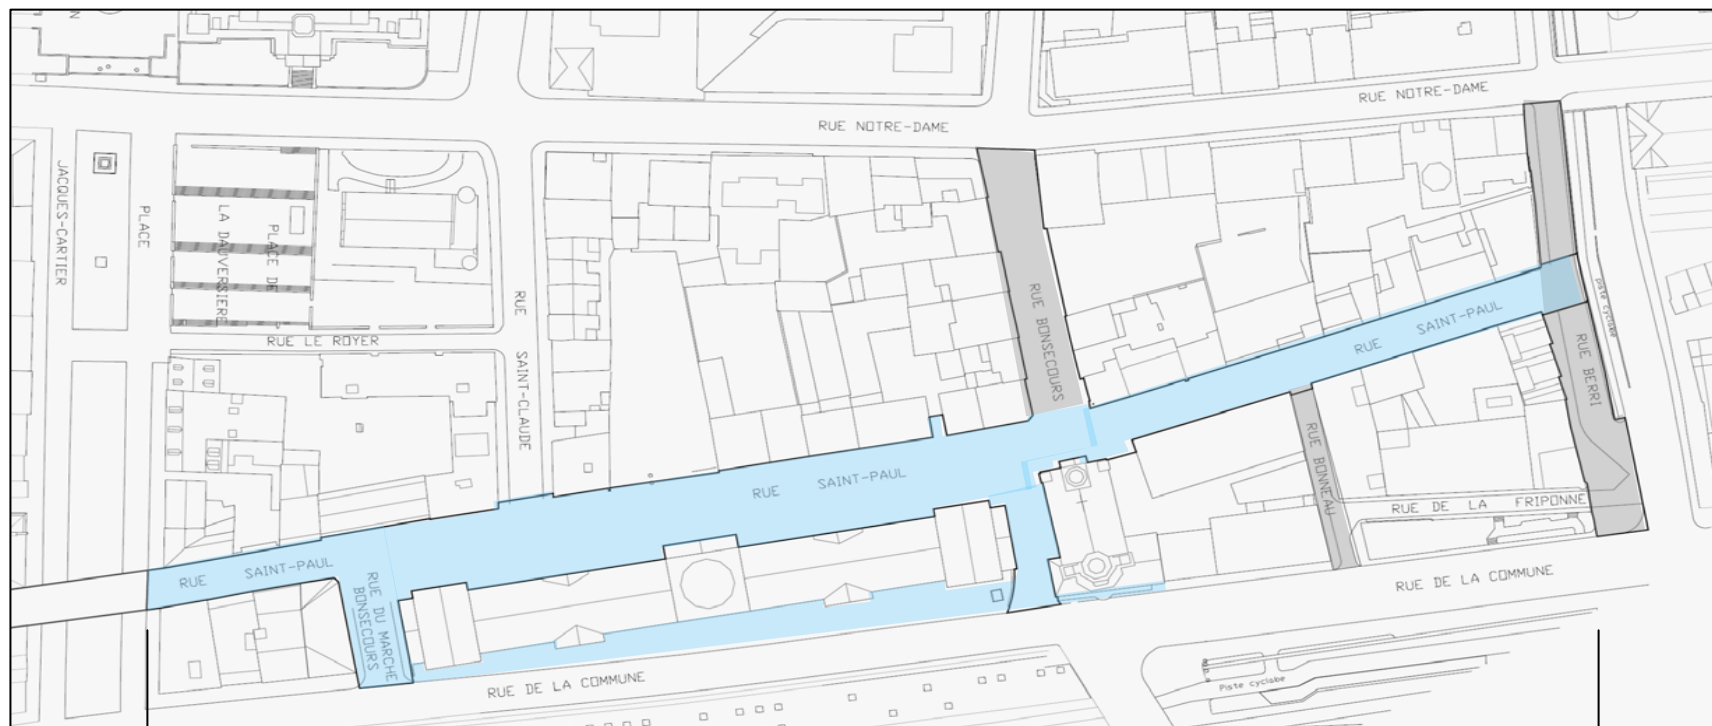 N
RUE NOTRE-DAME
RUE NOTRE-DAME
JACQUES-CARTIER
PLACE
LA DAUVERSIERE
PLACE DE
RUE LE ROYER
RUE
SAINT-CLAUDE
RUE BONSECOURS
RUE SAINT-PAUL
Piste cyclable
RUE BERRI
RUE SAINT-PAUL
RUE BONNEAU
RUE DE LA FRIPONNE
RUE SAINT-PAUL
RUE DU MARCHE
BONSECOURS
RUE DE LA COMMUNE
RUE DE LA COMMUNE
Piste cyclable